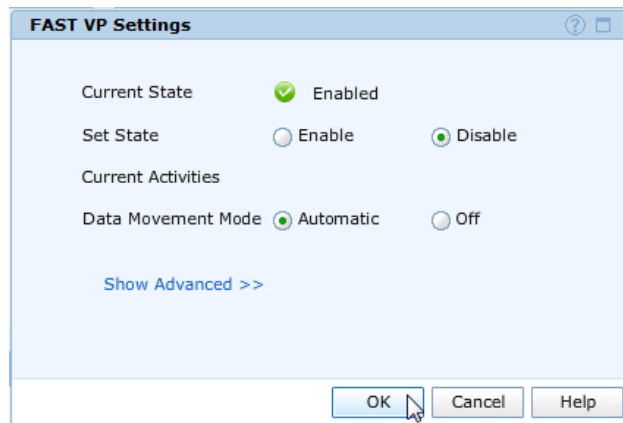 FAST VP Settings ?
Current State Enabled
Set State Enable Disable
Current Activities
Data Movement Mode Automatic Off
Show Advanced >>
OK Cancel Help